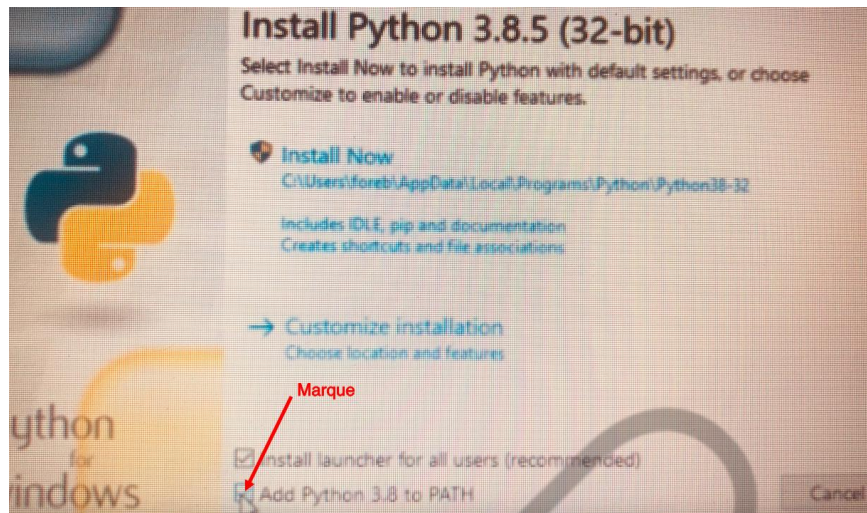 Install Python 3.8.5 (32-bit)
Select Install Now to install Python with default settings, or choose
Customize to enable or disable features.
Install Now
C:\Users\foreb\AppData\Local\Programs\Python\Python38-32
Includes IDLE, pip and documentation
Creates shortcuts and file associations
Customize installation
Choose location and features
Marque
ython
for
indows
Install launcher for all users (recommended)
Add Python 3.8 to PATH
Cancel